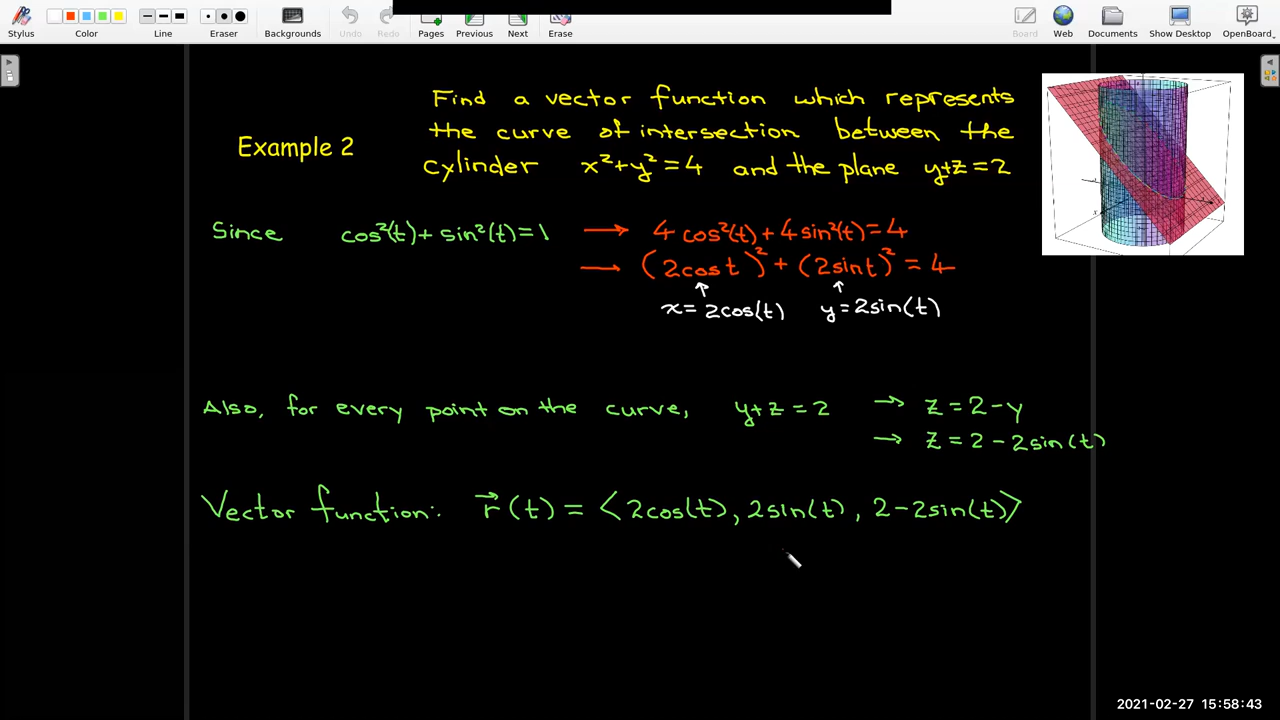 Stylus
Color
Line
Eraser
Backgrounds
Undo
Redo
Pages
Previous
Next
Erase
Board
Web
Documents
Show Desktop
OpenBoard
Find a vector function which represents
the curve of intersection between the
Example 2
cylinder x²+y²=4 and the plane y+z=2
Since cos²(t)+sin²(t)=1 → 4cos²(t)+4sin²(t)=4
→ (2cost)²+(2sint)²=4
x=2cos(t) y=2sin(t)
Also, for every point on the curve, y+z=2 → z=2-y
→ z=2-2sin(t)
Vector function: r⃗(t)=⟨2cos(t), 2sin(t), 2-2sin(t)⟩
2021-02-27 15:58:43